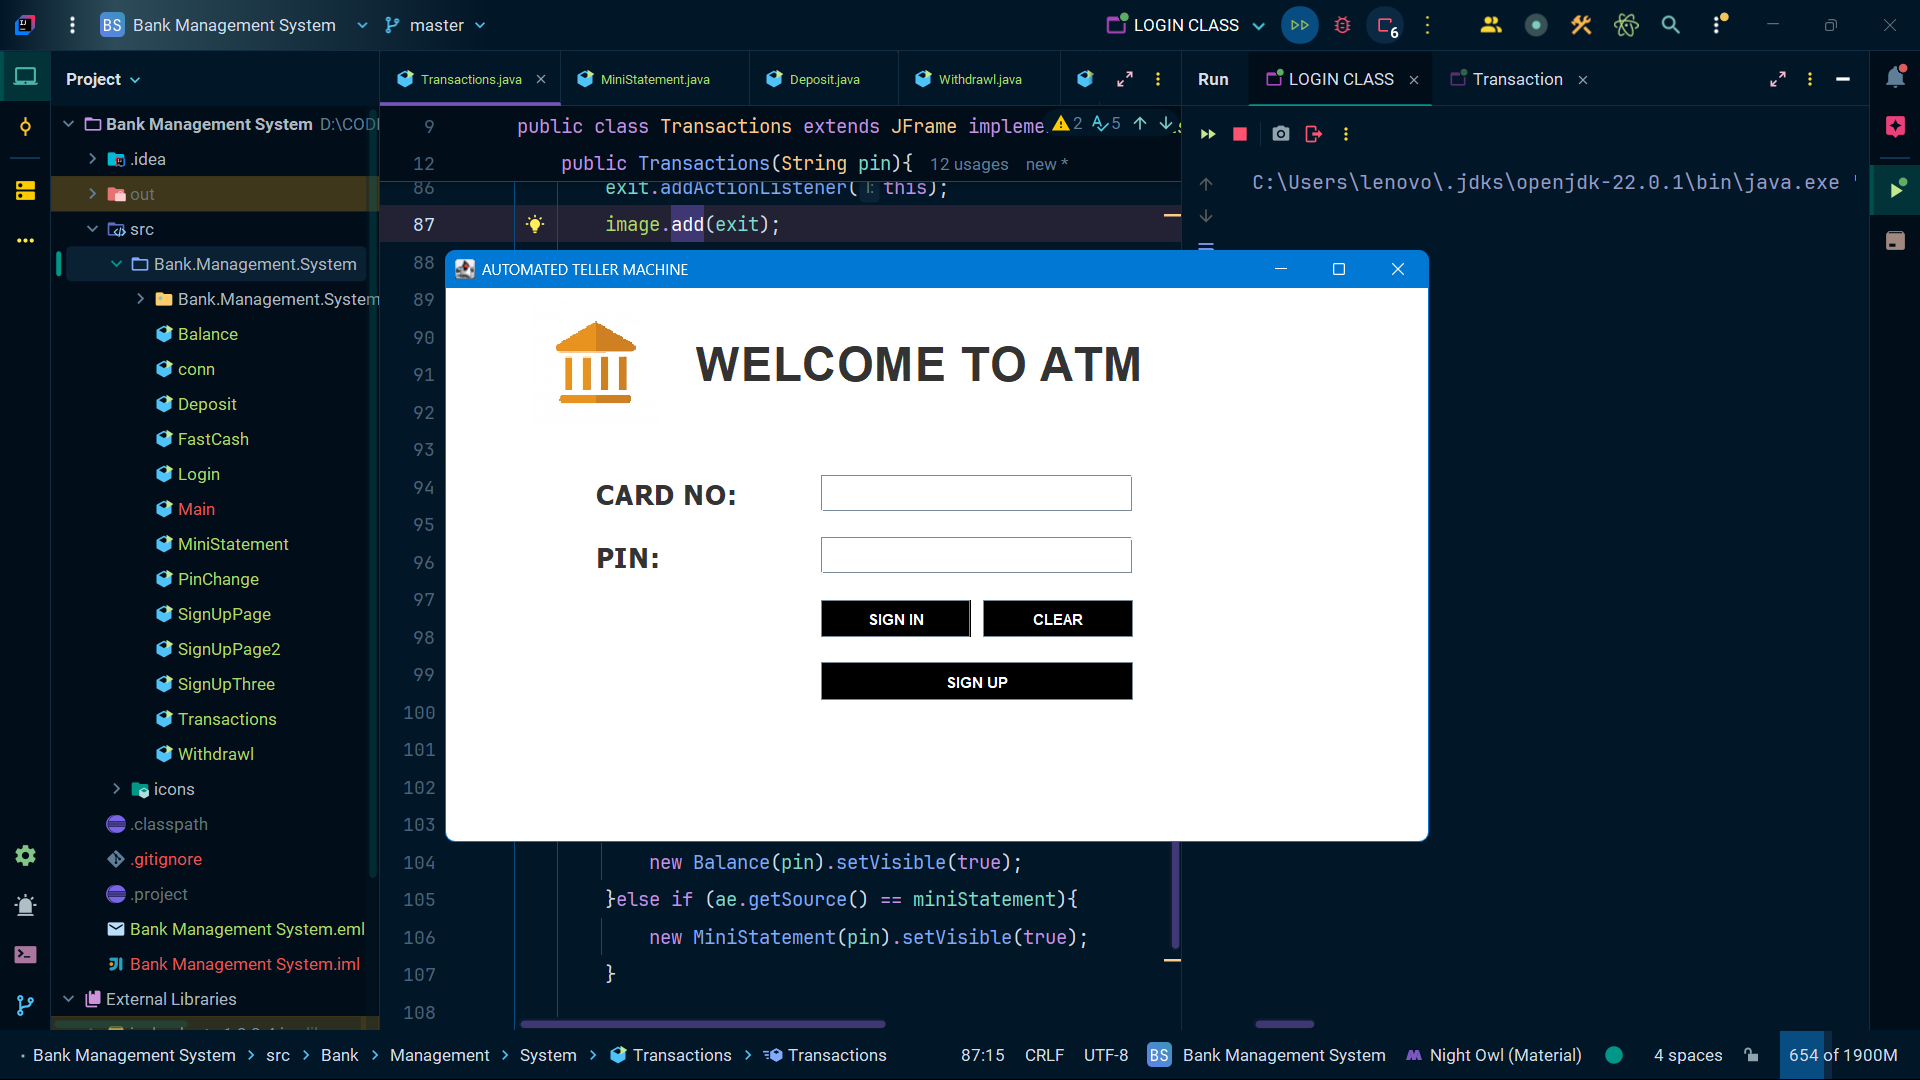 BS Bank Management System master
LOGIN CLASS 6
Project
Transactions.java MiniStatement.java Deposit.java Withdrawl.java
Run LOGIN CLASS Transaction
Bank Management System
.idea
out
src
Bank.Management.System
Bank.Management.System
Balance
conn
Deposit
FastCash
Login
Main
MiniStatement
PinChange
SignUpPage
SignUpPage2
SignUpThree
Transactions
Withdrawl
icons
.classpath
.gitignore
.project
Bank Management System.eml
Bank Management System.iml
External Libraries
9 public class Transactions extends JFrame 2 5
12 public Transactions(String pin){ 12 usages new *
86 exit.addActionListener( l: this);
87 image.add(exit);
88
89
90
91
92
93
94
95
96
97
98
99
100
101
102
103
104 new Balance(pin).setVisible(true);
105 }else if (ae.getSource() == miniStatement){
106 new MiniStatement(pin).setVisible(true);
107 }
108
C:\Users\lenovo\.jdks\openjdk-22.0.1\bin\java.exe
AUTOMATED TELLER MACHINE
WELCOME TO ATM
CARD NO:
PIN:
SIGN IN CLEAR
SIGN UP
Bank Management System src Bank Management System Transactions Transactions
87:15 CRLF UTF-8 BS Bank Management System Night Owl (Material) 4 spaces 654 of 1900M